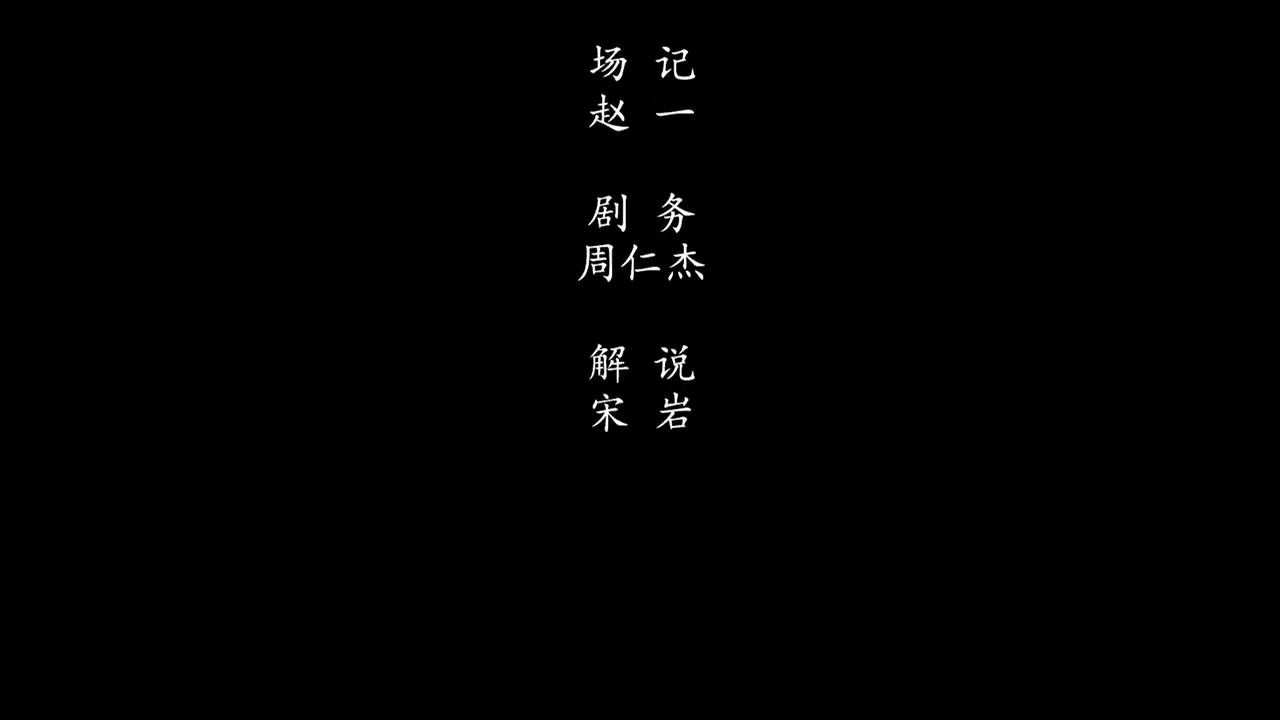 场 记
赵 一
剧 务
周仁杰
解 说
宋 岩